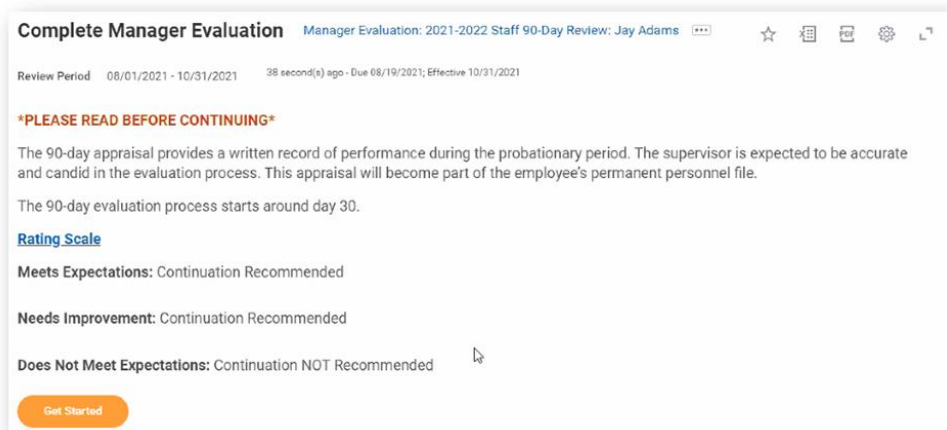 Complete Manager Evaluation Manager Evaluation: 2021-2022 Staff 90-Day Review: Jay Adams
Review Period 08/01/2021 - 10/31/2021 38 second(s) ago - Due 08/19/2021; Effective 10/31/2021
*PLEASE READ BEFORE CONTINUING*
The 90-day appraisal provides a written record of performance during the probationary period. The supervisor is expected to be accurate
and candid in the evaluation process. This appraisal will become part of the employee's permanent personnel file.
The 90-day evaluation process starts around day 30.
Rating Scale
Meets Expectations: Continuation Recommended
Needs Improvement: Continuation Recommended
Does Not Meet Expectations: Continuation NOT Recommended
Get Started